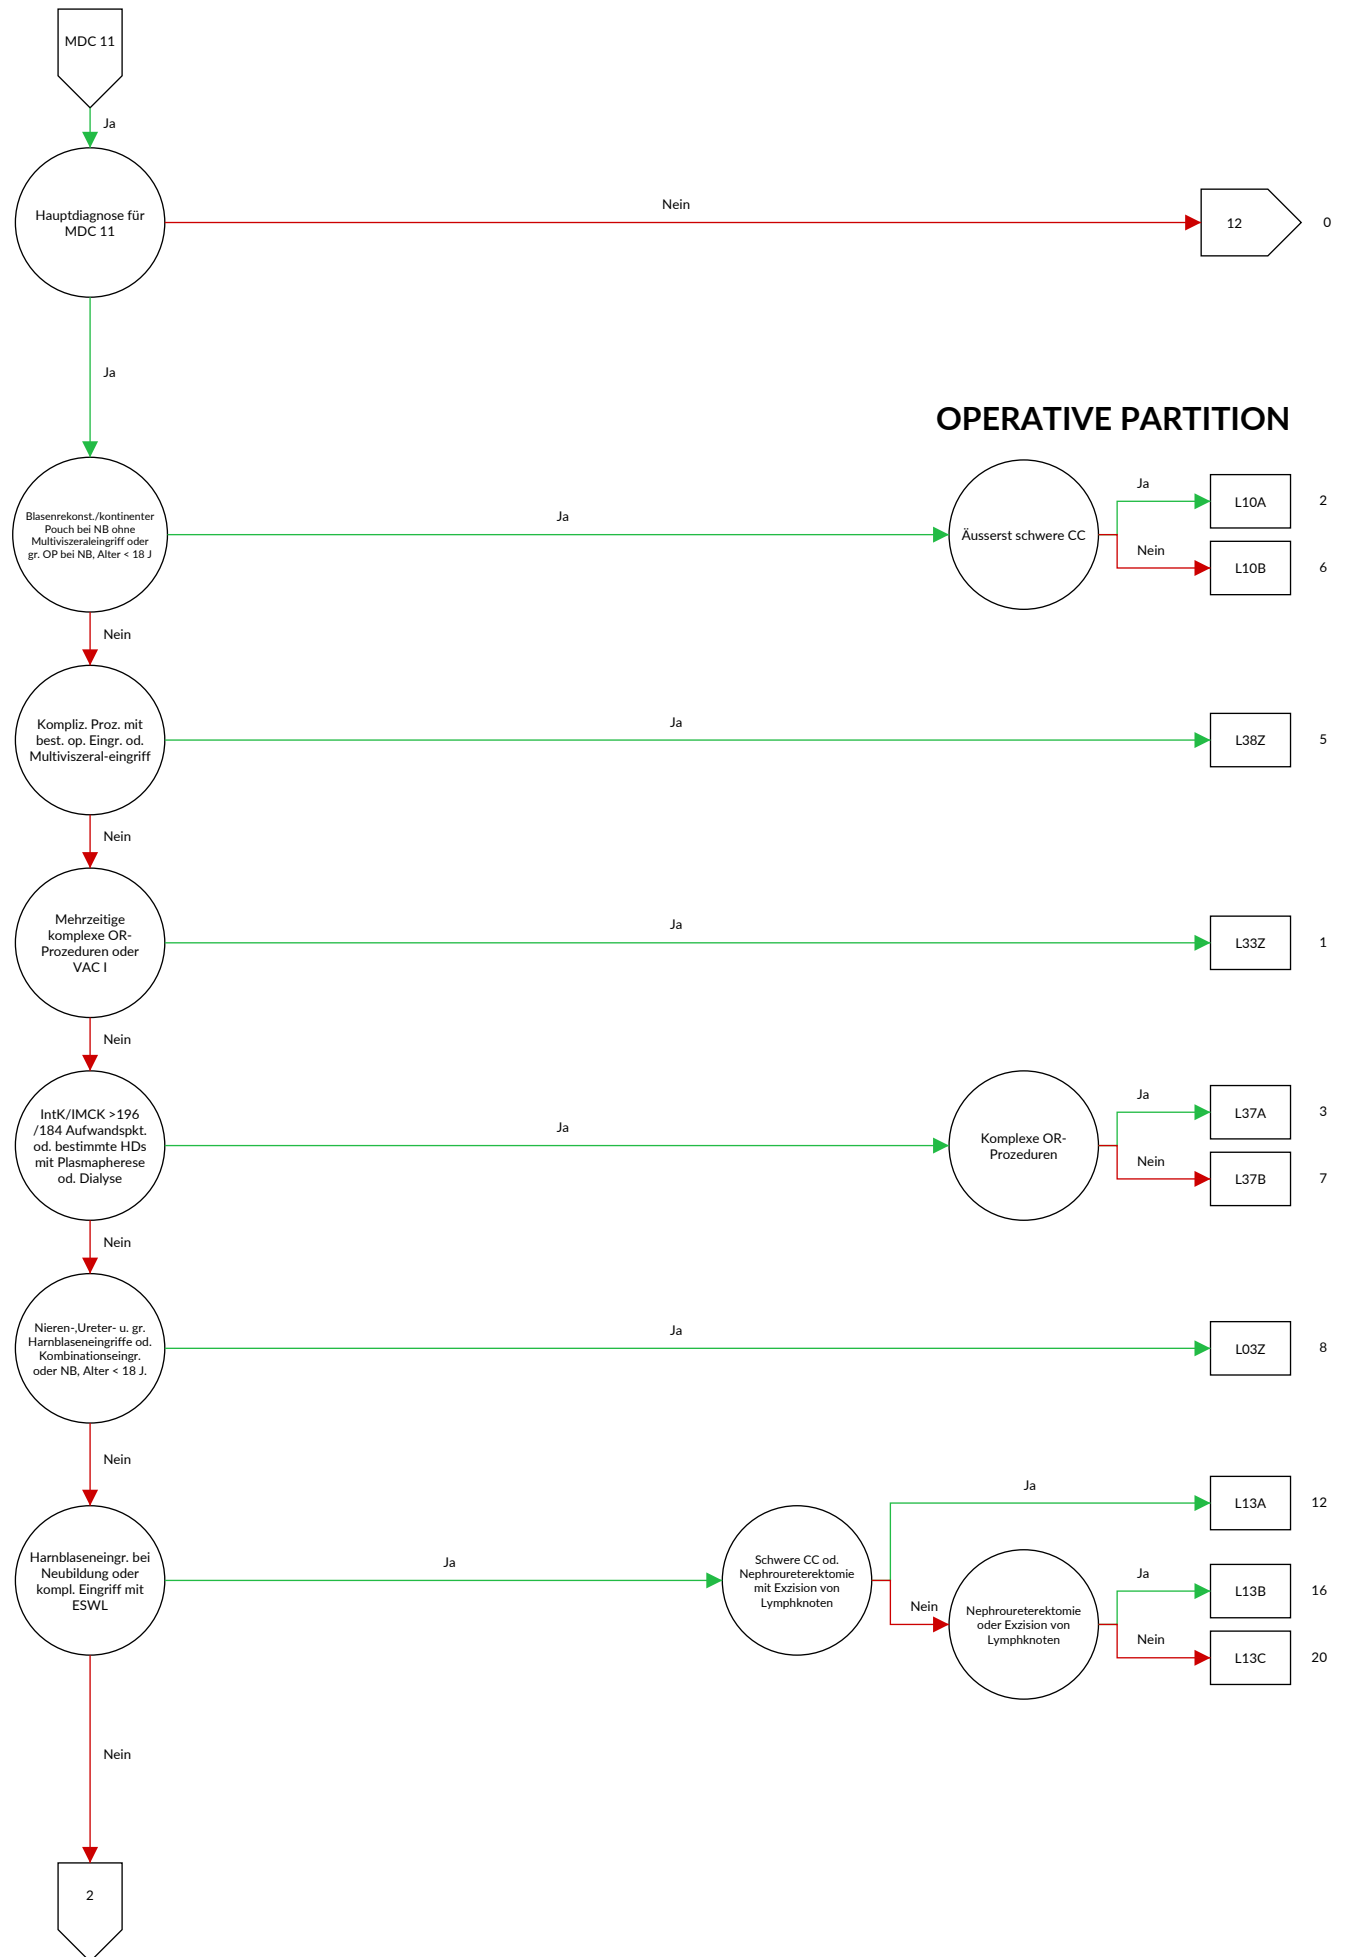 MDC 11
Ja
Hauptdiagnose für
MDC 11
Nein
12
0
Ja
OPERATIVE PARTITION
Blasenrekonst./kontinenter
Pouch bei NB ohne
Multiviszeraleingriff oder
gr. OP bei NB, Alter < 18 J
Ja
Äusserst schwere CC
Ja
L10A
2
Nein
L10B
6
Nein
Kompliz. Proz. mit
best. op. Eingr. od.
Multiviszeral-eingriff
Ja
L38Z
5
Nein
Mehrzeitige
komplexe OR-
Prozeduren oder
VAC I
Ja
L33Z
1
Nein
IntK/IMCK >196
/184 Aufwandspkt.
od. bestimmte HDs
mit Plasmapherese
od. Dialyse
Ja
Komplexe OR-
Prozeduren
Ja
L37A
3
Nein
L37B
7
Nein
Nieren-,Ureter- u. gr.
Harnblaseneingriffe od.
Kombinationseingr.
oder NB, Alter < 18 J.
Ja
L03Z
8
Nein
Harnblaseneingr. bei
Neubildung oder
kompl. Eingriff mit
ESWL
Ja
Schwere CC od.
Nephroureterektomie
mit Exzision von
Lymphknoten
Ja
L13A
12
Nein
Nephroureterektomie
oder Exzision von
Lymphknoten
Ja
L13B
16
Nein
L13C
20
Nein
2